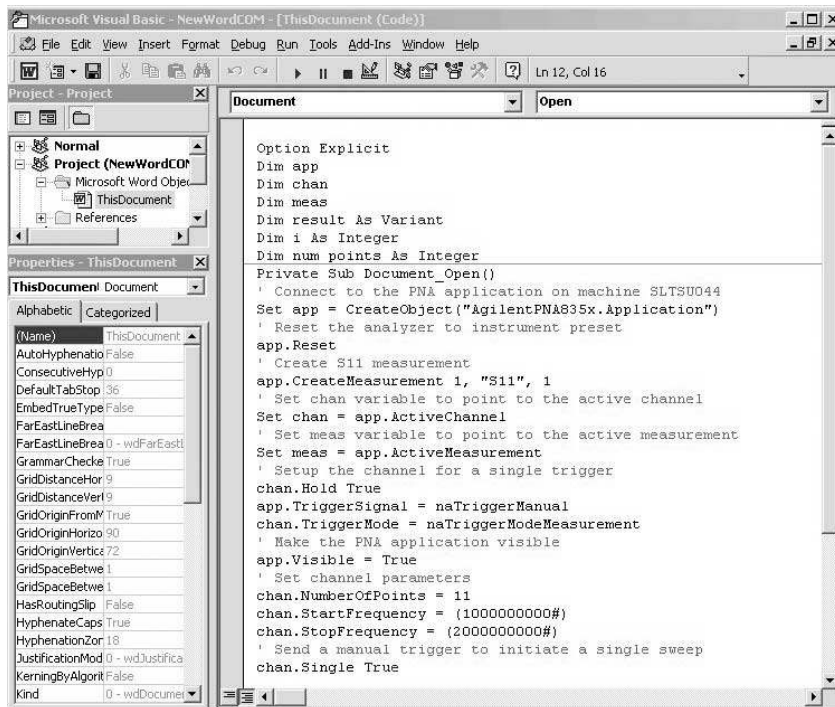 Microsoft Visual Basic - NewWordCOM - [ThisDocument (Code)]
File Edit View Insert Format Debug Run Tools Add-Ins Window Help
Ln 12, Col 16
Project - Project
Normal
Project (NewWordCOM
Microsoft Word Objec
ThisDocument
References
Properties - ThisDocument
ThisDocument Document
Alphabetic Categorized
(Name) ThisDocument
AutoHyphenatio False
ConsecutiveHyp 0
DefaultTabStop 36
EmbedTrueType False
FarEastLineBrea
FarEastLineBrea 0 - wdFarEastL
GrammarChecke True
GridDistanceHor 9
GridDistanceVert 9
GridOriginFromM True
GridOriginHorizo 90
GridOriginVertica 72
GridSpaceBetwe 1
GridSpaceBetwe 1
HasRoutingSlip False
HyphenateCaps True
HyphenationZon 18
JustificationMod 0 - wdJustifica
KerningByAlgorit False
Kind 0 - wdDocumen
Document Open
Option Explicit
Dim app
Dim chan
Dim meas
Dim result As Variant
Dim i As Integer
Dim num_points As Integer
Private Sub Document_Open()
' Connect to the PNA application on machine SLTSU044
Set app = CreateObject("AgilentPNA835x.Application")
' Reset the analyzer to instrument preset
app.Reset
' Create S11 measurement
app.CreateMeasurement 1, "S11", 1
' Set chan variable to point to the active channel
Set chan = app.ActiveChannel
' Set meas variable to point to the active measurement
Set meas = app.ActiveMeasurement
' Setup the channel for a single trigger
chan.Hold True
app.TriggerSignal = naTriggerManual
chan.TriggerMode = naTriggerModeMeasurement
' Make the PNA application visible
app.Visible = True
' Set channel parameters
chan.NumberOfPoints = 11
chan.StartFrequency = (1000000000#)
chan.StopFrequency = (2000000000#)
' Send a manual trigger to initiate a single sweep
chan.Single True